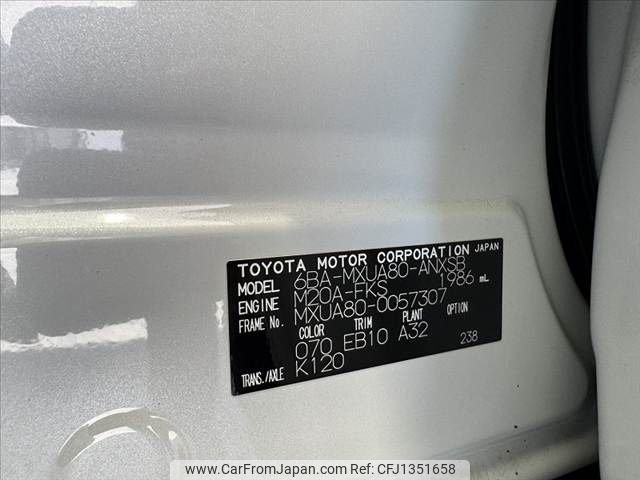 TOYOTA MOTOR CORPORATION JAPAN
MODEL 6BA-MXUA80-ANXSB
ENGINE M20A-FKS 1986 mL
FRAME No. MXUA80-0057307
COLOR TRIM PLANT OPTION
070 EB10 A32 238
TRANS./AXLE K120
www.CarFromJapan.com - CFJ1351658